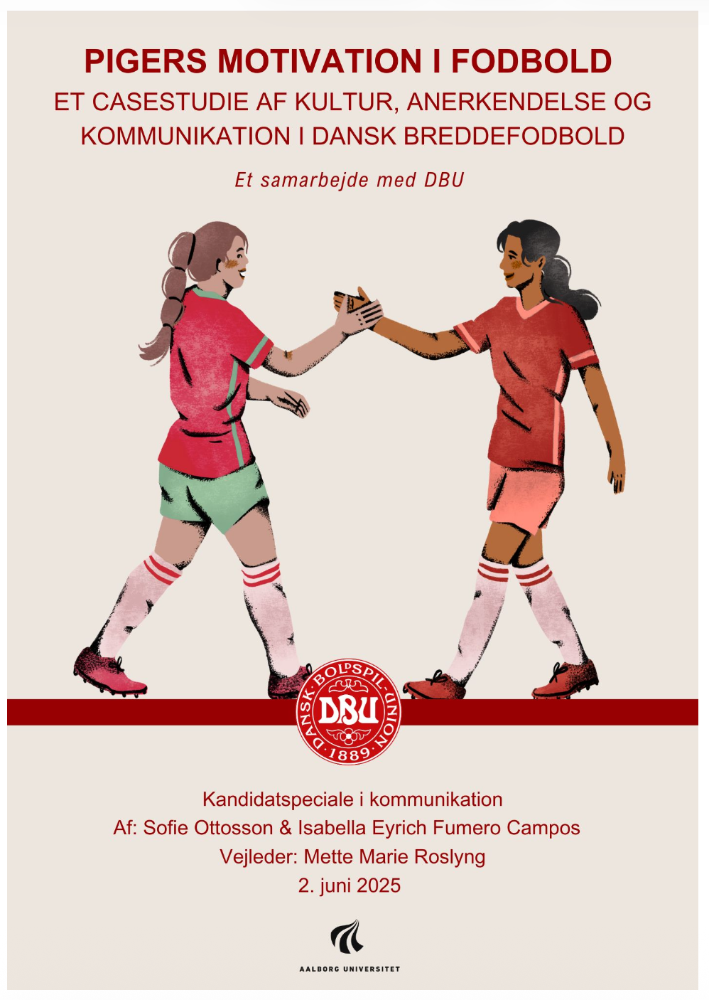 PIGERS MOTIVATION I FODBOLD
ET CASESTUDIE AF KULTUR, ANERKENDELSE OG
KOMMUNIKATION I DANSK BREDDEFODBOLD
Et samarbejde med DBU
DANSK · BOLDSPIL-UNION
DBU
· 1889 ·
Kandidatspeciale i kommunikation
Af: Sofie Ottosson & Isabella Eyrich Fumero Campos
Vejleder: Mette Marie Roslyng
2. juni 2025
AALBORG UNIVERSITET